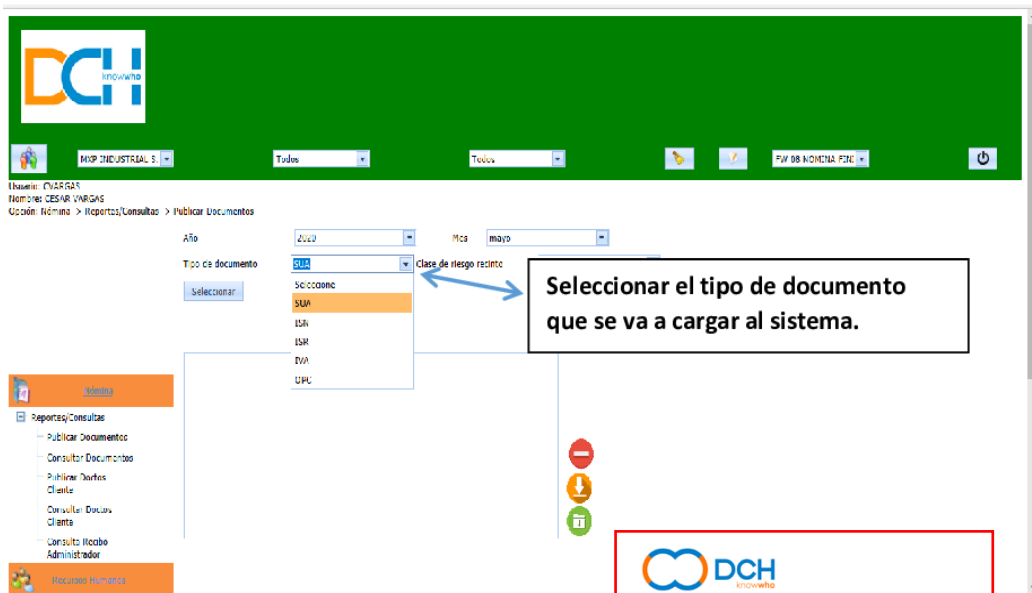 DCH
knowwho
MXP INDUSTRIAL S. Todos Todos FW 08 NOMINA FINE
Usuario: CVARGAS
Nombre: CESAR VARGAS
Opción: Nómina > Reportes/Consultas > Publicar Documentos
Año 2020 Mes mayo
Tipo de documento SUA Clase de riesgo recinto
Seleccionar
Seleccione
SUA
ISN
ISR
IVA
OPC
Seleccionar el tipo de documento
que se va a cargar al sistema.
Nómina
Reportes/Consultas
Publicar Documentos
Consultar Documentos
Publicar Doctos
Cliente
Consultar Doctos
Cliente
Consulta Recibo
Administrador
Recursos Humanos
DCH
knowwho